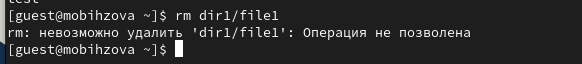 [guest@mobihzova ~]$ rm dir1/file1
rm: невозможно удалить 'dir1/file1': Операция не позволена
[guest@mobihzova ~]$